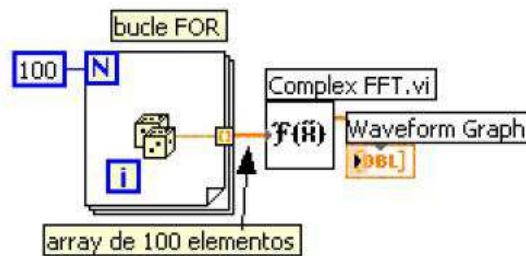 bucle FOR
100
N
Complex FFT.vi
F(x)
Waveform Graph
DBL
i
array de 100 elementos